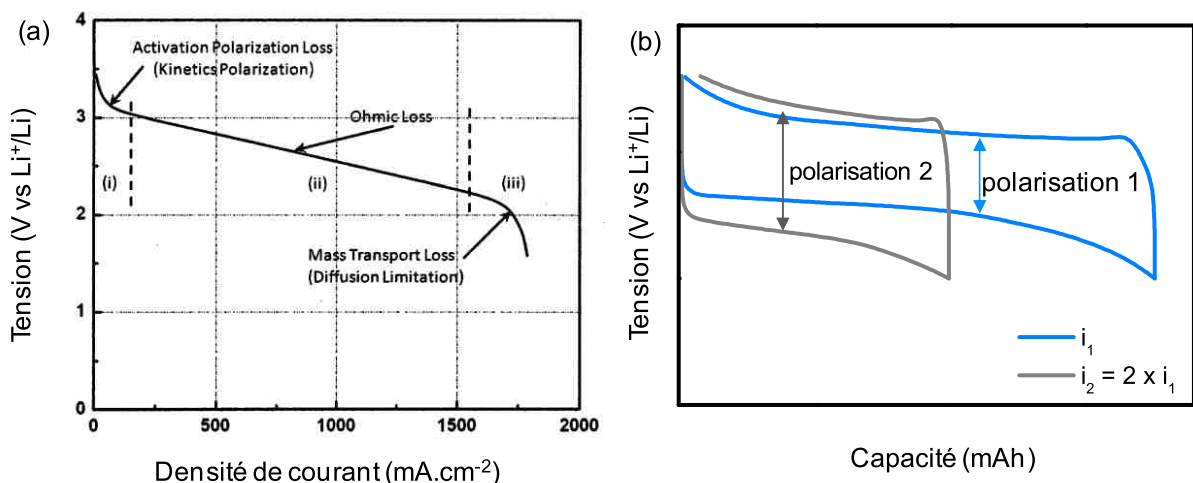 (a)
4
3
2
1
0
Tension (V vs Li⁺/Li)
Activation Polarization Loss
(Kinetics Polarization)
Ohmic Loss
(i)
(ii)
(iii)
Mass Transport Loss
(Diffusion Limitation)
0
500
1000
1500
2000
Densité de courant (mA.cm⁻²)
(b)
Tension (V vs Li⁺/Li)
polarisation 2
polarisation 1
i₁
i₂ = 2 x i₁
Capacité (mAh)